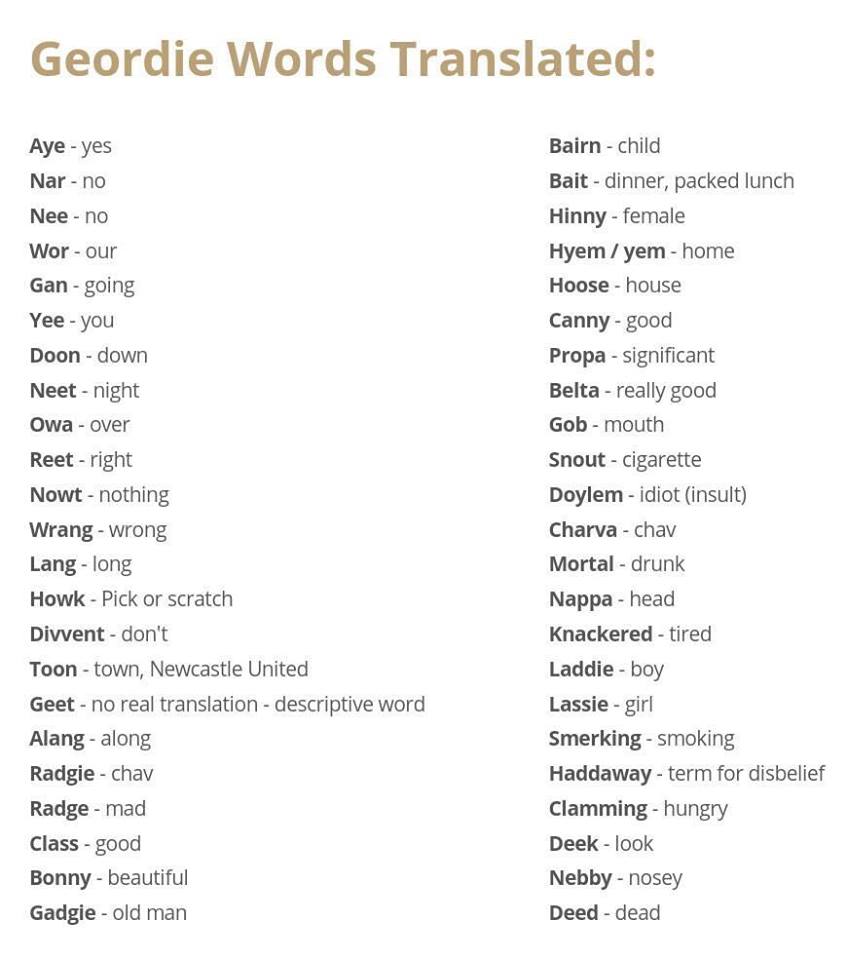 Geordie Words Translated:
Aye - yes
Nar - no
Nee - no
Wor - our
Gan - going
Yee - you
Doon - down
Neet - night
Owa - over
Reet - right
Nowt - nothing
Wrang - wrong
Lang - long
Howk - Pick or scratch
Divvent - don't
Toon - town, Newcastle United
Geet - no real translation - descriptive word
Alang - along
Radgie - chav
Radge - mad
Class - good
Bonny - beautiful
Gadgie - old man
Bairn - child
Bait - dinner, packed lunch
Hinny - female
Hyem / yem - home
Hoose - house
Canny - good
Propa - significant
Belta - really good
Gob - mouth
Snout - cigarette
Doylem - idiot (insult)
Charva - chav
Mortal - drunk
Nappa - head
Knackered - tired
Laddie - boy
Lassie - girl
Smerking - smoking
Haddaway - term for disbelief
Clamming - hungry
Deek - look
Nebby - nosey
Deed - dead